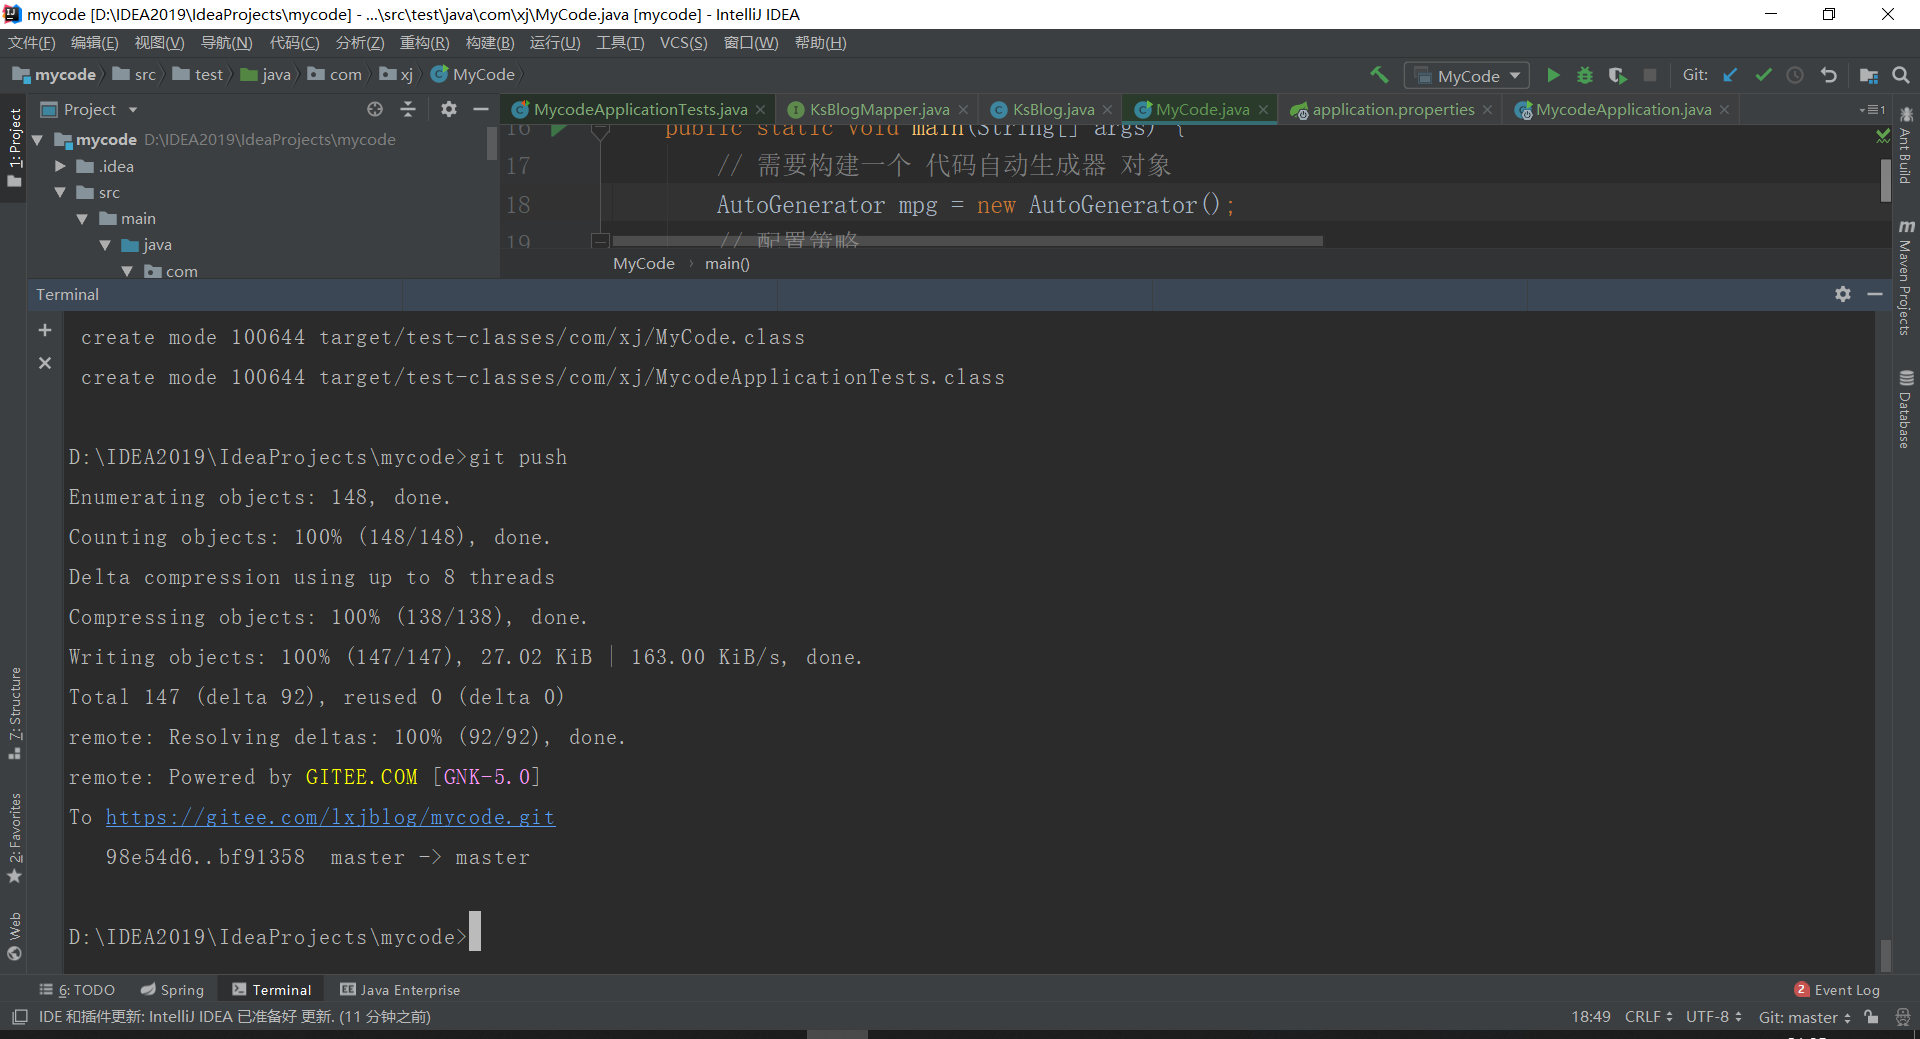 mycode [D:\IDEA2019\IdeaProjects\mycode] - ...\src\test\java\com\xj\MyCode.java [mycode] - IntelliJ IDEA
文件(F) 编辑(E) 视图(V) 导航(N) 代码(C) 分析(Z) 重构(R) 构建(B) 运行(U) 工具(T) VCS(S) 窗口(W) 帮助(H)
mycode src test java com xj MyCode MyCode Git:
Project
MycodeApplicationTests.java KsBlogMapper.java KsBlog.java MyCode.java application.properties MycodeApplication.java 1
1: Project
mycode D:\IDEA2019\IdeaProjects\mycode
.idea
src
main
java
com
16 public static void main(String[] args) {
17 // 需要构建一个 代码自动生成器 对象
18 AutoGenerator mpg = new AutoGenerator();
19 // 配置策略
MyCode › main()
Ant Build
Maven Projects
Database
Terminal
create mode 100644 target/test-classes/com/xj/MyCode.class
create mode 100644 target/test-classes/com/xj/MycodeApplicationTests.class
D:\IDEA2019\IdeaProjects\mycode>git push
Enumerating objects: 148, done.
Counting objects: 100% (148/148), done.
Delta compression using up to 8 threads
Compressing objects: 100% (138/138), done.
Writing objects: 100% (147/147), 27.02 KiB | 163.00 KiB/s, done.
Total 147 (delta 92), reused 0 (delta 0)
remote: Resolving deltas: 100% (92/92), done.
remote: Powered by GITEE.COM [GNK-5.0]
To https://gitee.com/lxjblog/mycode.git
98e54d6..bf91358 master -> master
D:\IDEA2019\IdeaProjects\mycode>
7: Structure
2: Favorites
Web
6: TODO Spring Terminal Java Enterprise 2 Event Log
IDE 和插件更新: IntelliJ IDEA 已准备好 更新. (11 分钟之前) 18:49 CRLF UTF-8 Git: master